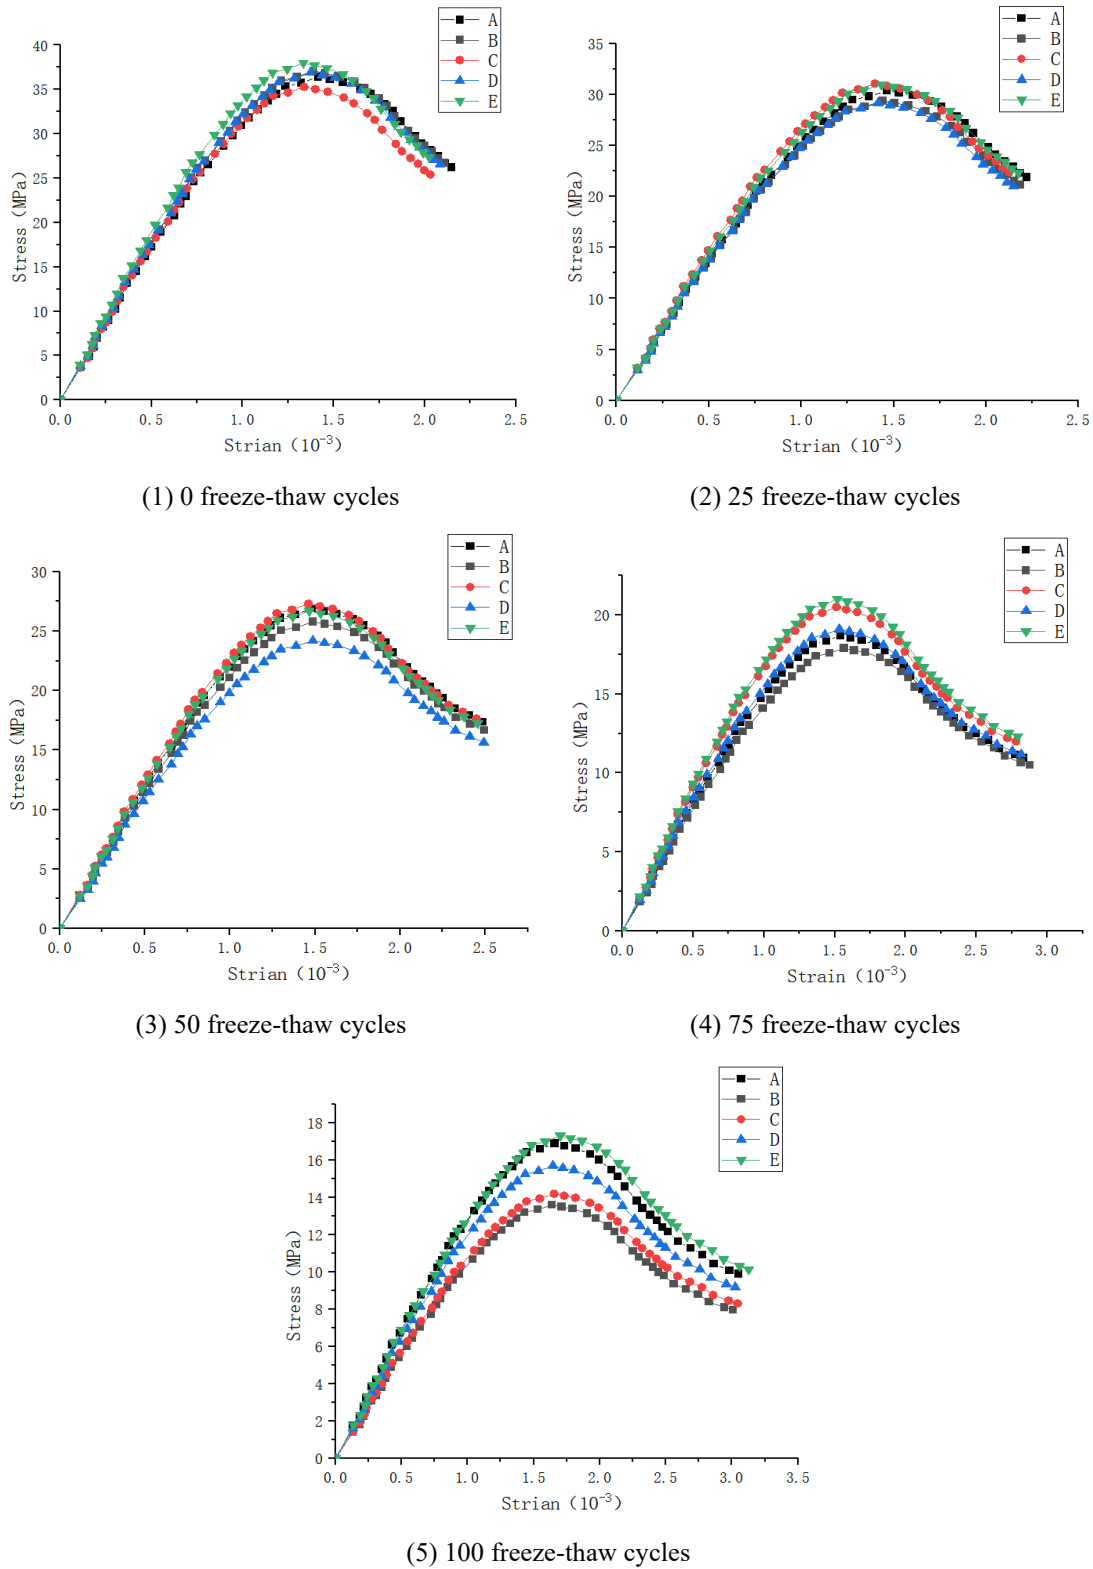 A
B
C
D
E
40
35
30
25
20
15
10
5
0
Stress (MPa)
0.0 0.5 1.0 1.5 2.0 2.5
Strian (10⁻³)
(1) 0 freeze-thaw cycles
A
B
C
D
E
35
30
25
20
15
10
5
0
Stress (MPa)
0.0 0.5 1.0 1.5 2.0 2.5
Strian (10⁻³)
(2) 25 freeze-thaw cycles
A
B
C
D
E
30
25
20
15
10
5
0
Stress (MPa)
0.0 0.5 1.0 1.5 2.0 2.5
Strian (10⁻³)
(3) 50 freeze-thaw cycles
A
B
C
D
E
20
15
10
5
0
Stress (MPa)
0.0 0.5 1.0 1.5 2.0 2.5 3.0
Strain (10⁻³)
(4) 75 freeze-thaw cycles
A
B
C
D
E
18
16
14
12
10
8
6
4
2
0
Stress (MPa)
0.0 0.5 1.0 1.5 2.0 2.5 3.0 3.5
Strian (10⁻³)
(5) 100 freeze-thaw cycles